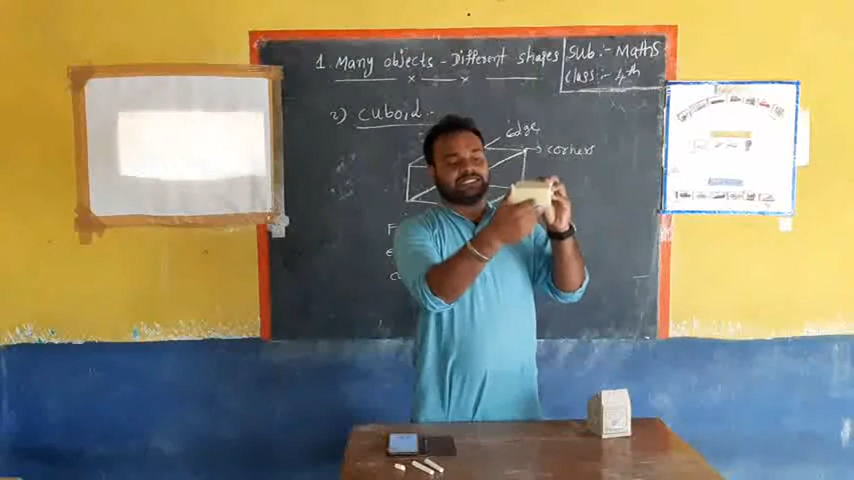 1. Many objects - Different shapes
Sub :- Maths
Class :- 4th
2) cuboid :-
Edge
corners